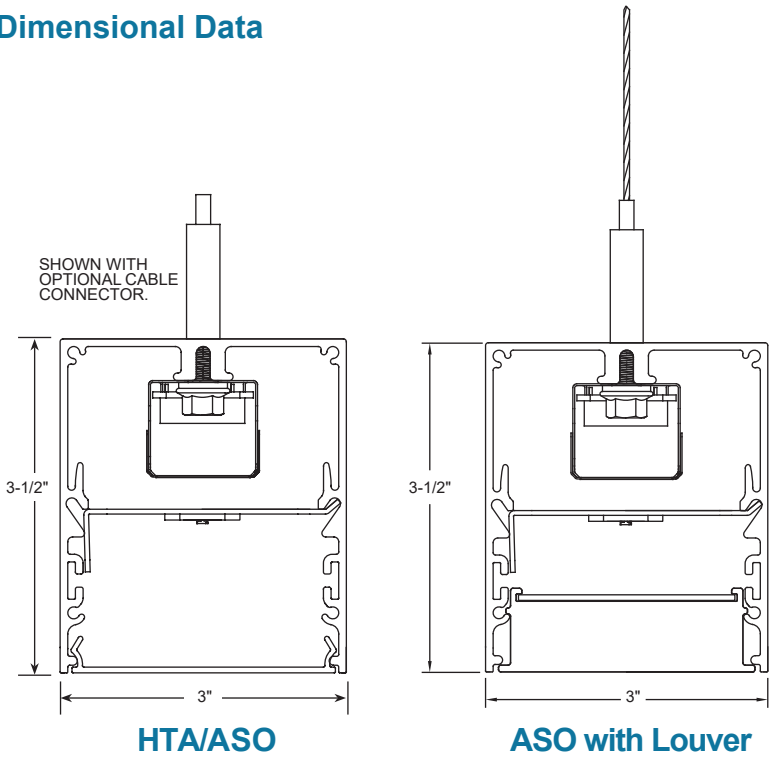 Dimensional Data
SHOWN WITH
OPTIONAL CABLE
CONNECTOR.
3-1/2"
3-1/2"
3"
3"
HTA/ASO
ASO with Louver